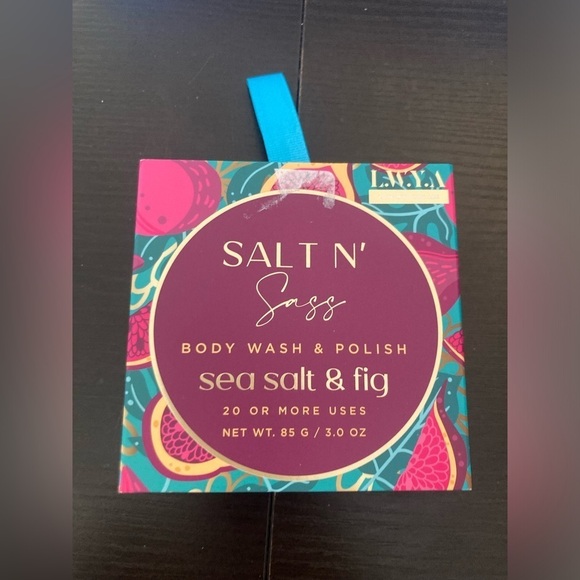 L.W.Y.A
SALT N'
Sass
BODY WASH & POLISH
sea salt & fig
20 OR MORE USES
NET WT. 85 G / 3.0 OZ